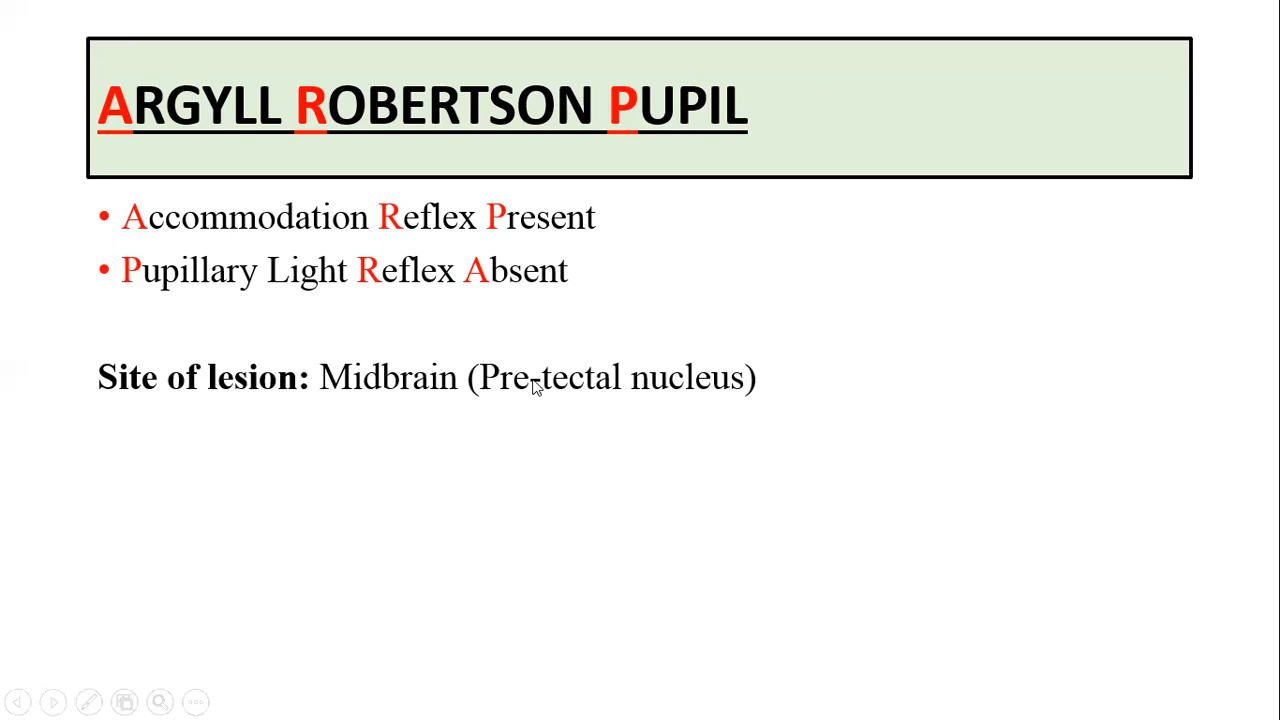 ARGYLL ROBERTSON PUPIL
• Accommodation Reflex Present
• Pupillary Light Reflex Absent
Site of lesion: Midbrain (Pre-tectal nucleus)